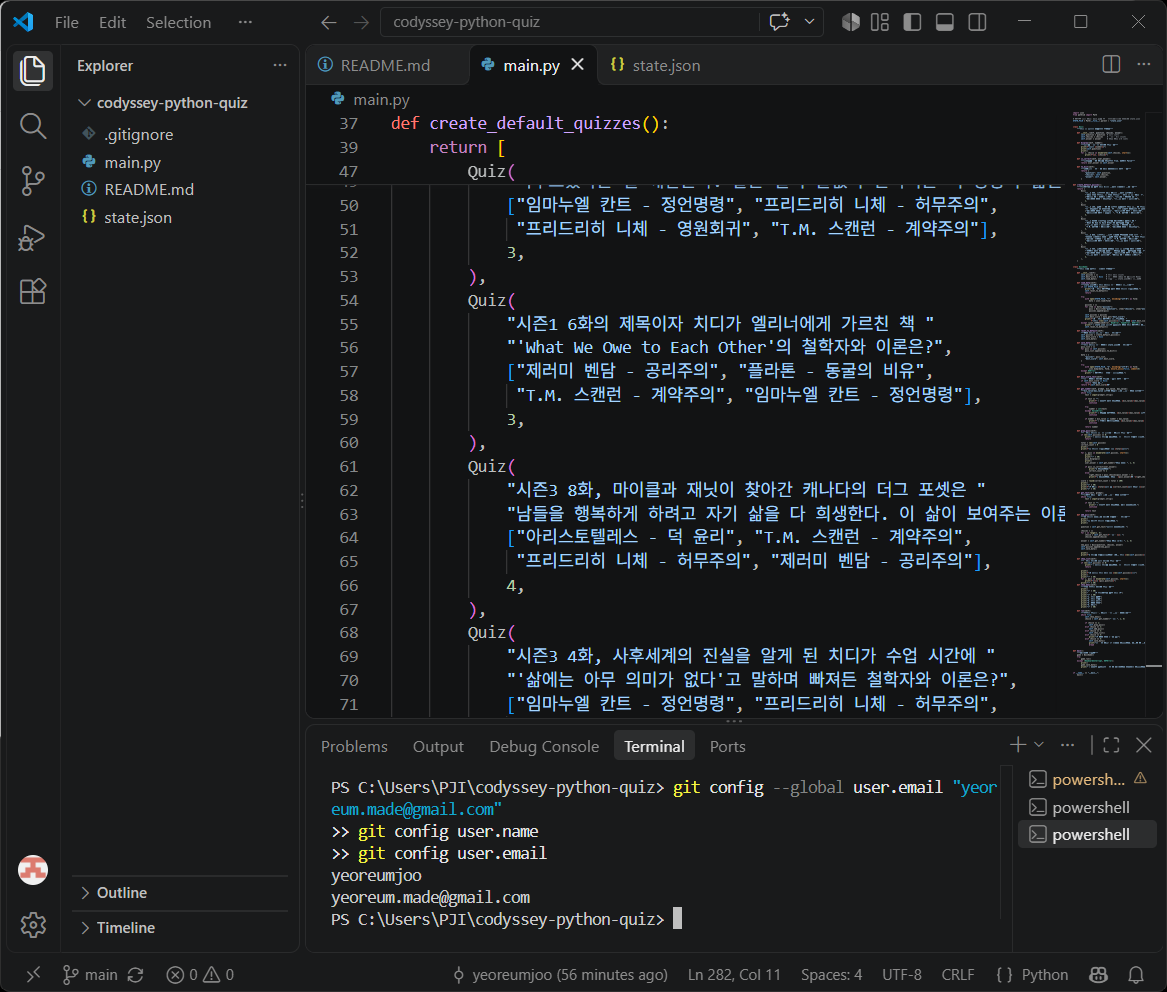 File Edit Selection ···
codyssey-python-quiz
Explorer ···
codyssey-python-quiz
.gitignore
main.py
README.md
state.json
Outline
Timeline
README.md
main.py
state.json
main.py
37 def create_default_quizzes():
39 return [
47 Quiz(
50 ["임마누엘 칸트 - 정언명령", "프리드리히 니체 - 허무주의",
51 "프리드리히 니체 - 영원회귀", "T.M. 스캔런 - 계약주의"],
52 3,
53 ),
54 Quiz(
55 "시즌1 6화의 제목이자 치디가 엘리너에게 가르친 책 "
56 "'What We Owe to Each Other'의 철학자와 이론은?",
57 ["제러미 벤담 - 공리주의", "플라톤 - 동굴의 비유",
58 "T.M. 스캔런 - 계약주의", "임마누엘 칸트 - 정언명령"],
59 3,
60 ),
61 Quiz(
62 "시즌3 8화, 마이클과 재닛이 찾아간 캐나다의 더그 포셋은 "
63 "남들을 행복하게 하려고 자기 삶을 다 희생한다. 이 삶이 보여주는 이론
64 ["아리스토텔레스 - 덕 윤리", "T.M. 스캔런 - 계약주의",
65 "프리드리히 니체 - 허무주의", "제러미 벤담 - 공리주의"],
66 4,
67 ),
68 Quiz(
69 "시즌3 4화, 사후세계의 진실을 알게 된 치디가 수업 시간에 "
70 "'삶에는 아무 의미가 없다'고 말하며 빠져든 철학자와 이론은?",
71 ["임마누엘 칸트 - 정언명령", "프리드리히 니체 - 허무주의",
Problems Output Debug Console Terminal Ports
PS C:\Users\PJI\codyssey-python-quiz> git config --global user.email "yeor
eum.made@gmail.com"
>> git config user.name
>> git config user.email
yeoreumjoo
yeoreum.made@gmail.com
PS C:\Users\PJI\codyssey-python-quiz>
powersh...
powershell
powershell
main 0 0 yeoreumjoo (56 minutes ago) Ln 282, Col 11 Spaces: 4 UTF-8 CRLF {} Python